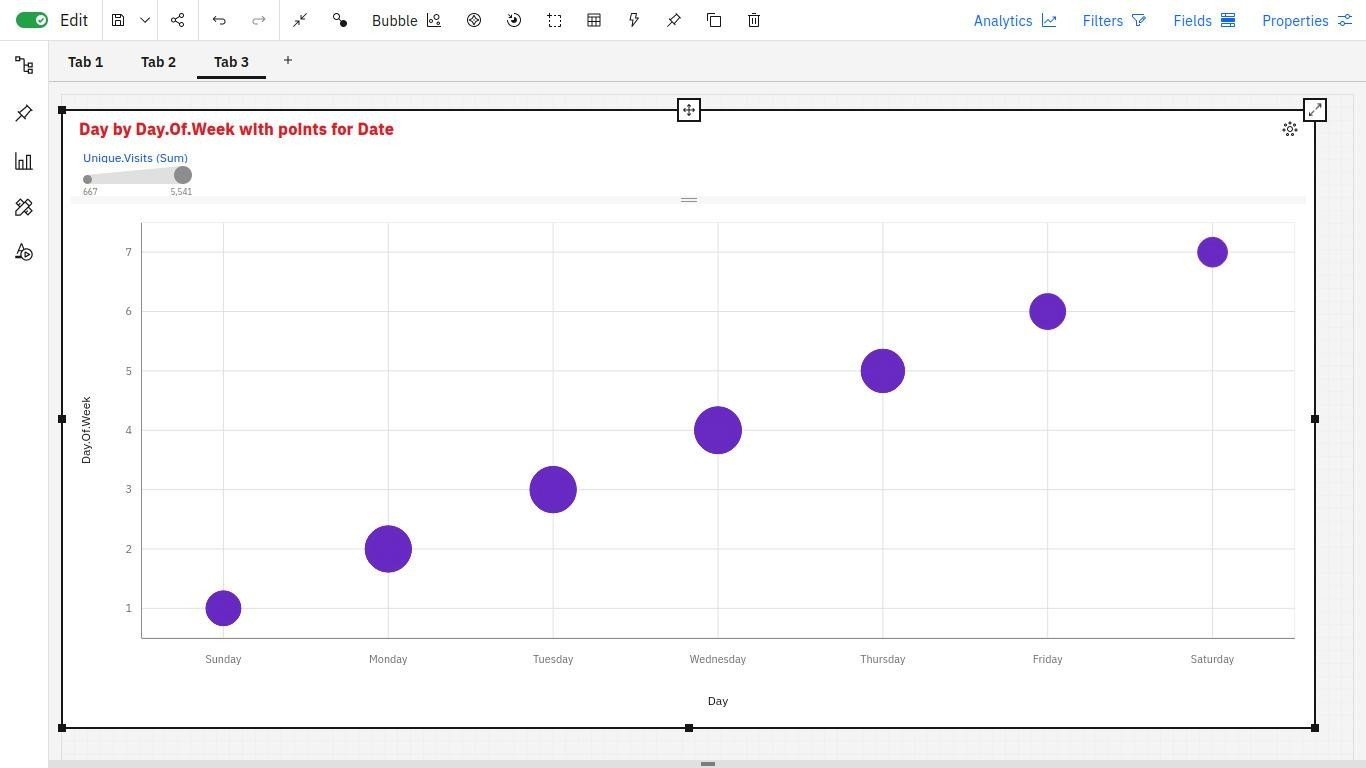 Edit
Bubble
Analytics
Filters
Fields
Properties
Tab 1
Tab 2
Tab 3
+
Day by Day.Of.Week with points for Date
Unique.Visits (Sum)
667
5,541
7
6
5
4
3
2
1
Day.Of.Week
Sunday
Monday
Tuesday
Wednesday
Thursday
Friday
Saturday
Day